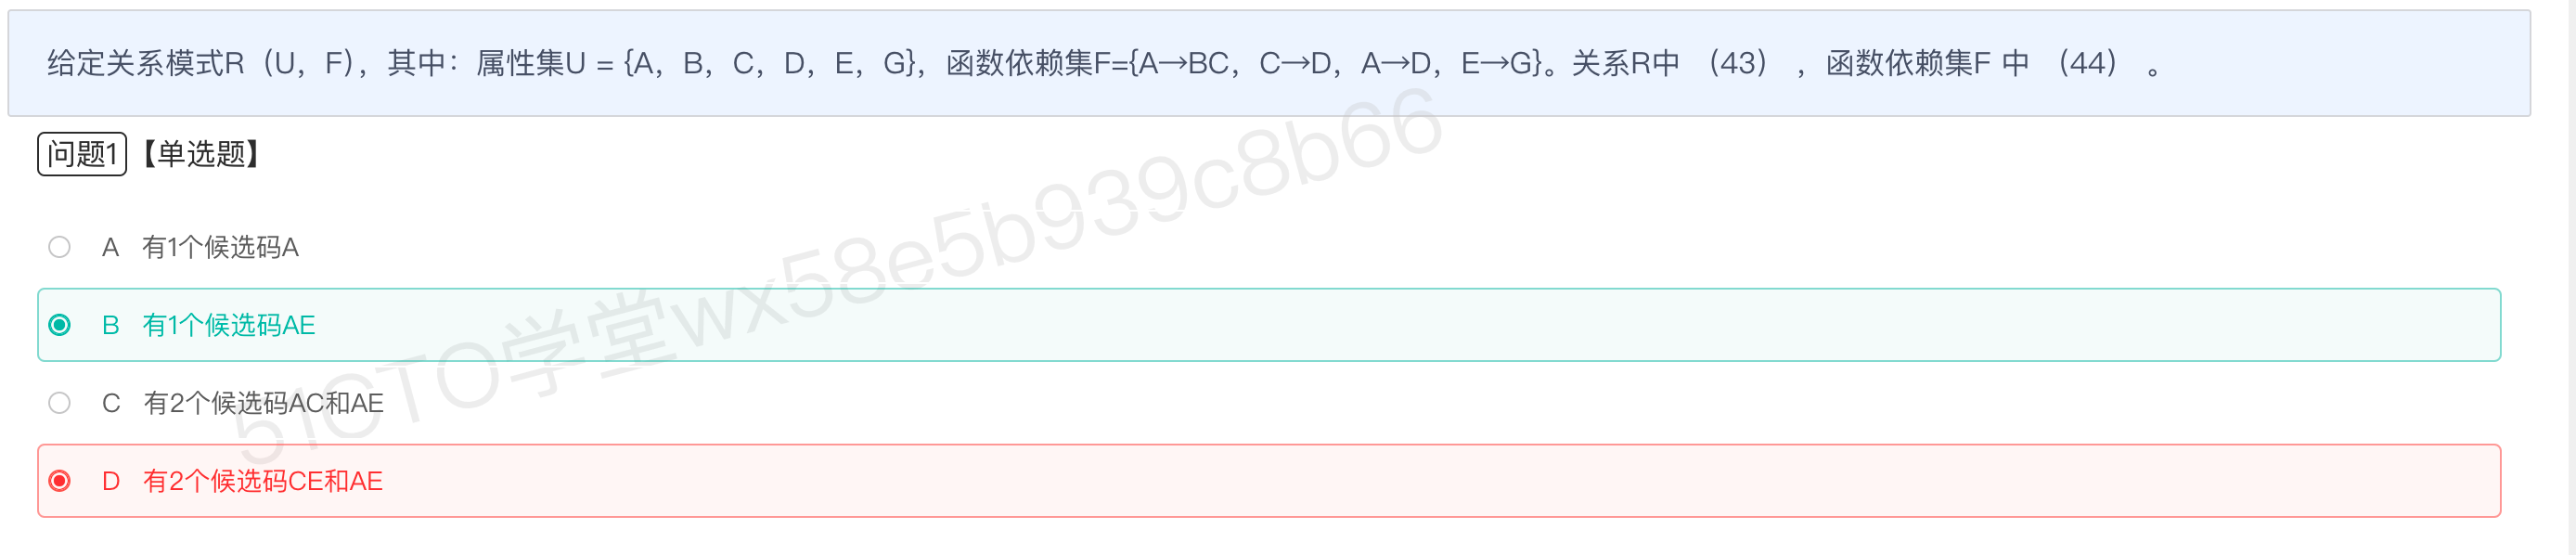 给定关系模式R（U，F），其中：属性集U = {A，B，C，D，E，G}，函数依赖集F={A→BC，C→D，A→D，E→G}。关系R中 （43） ，函数依赖集F 中 （44） 。
问题1 【单选题】
A 有1个候选码A
B 有1个候选码AE
C 有2个候选码AC和AE
D 有2个候选码CE和AE
51CTO学堂wx58e5b939c8b66